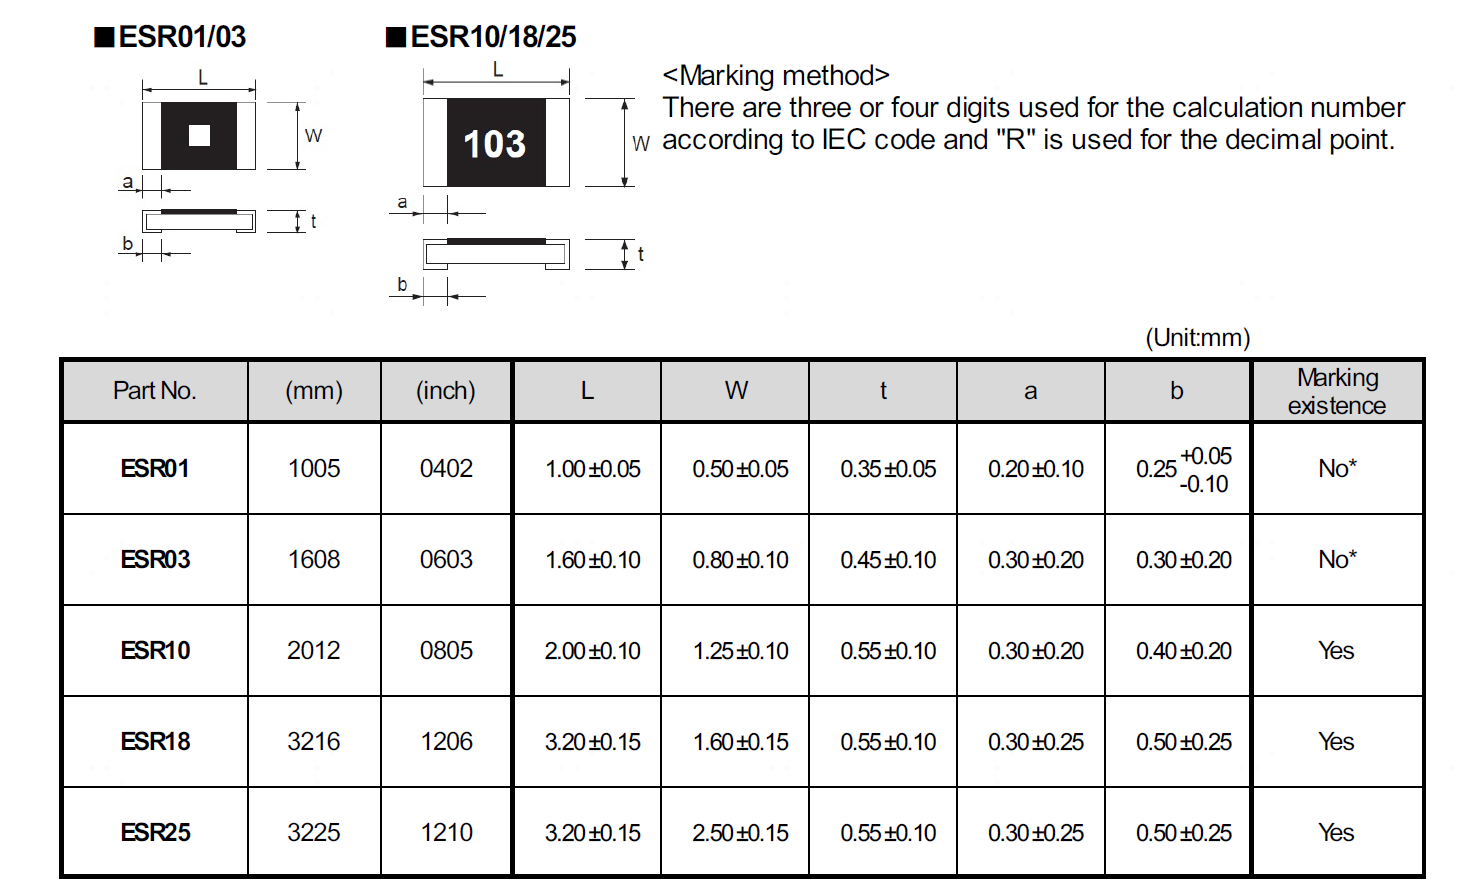 ■ESR01/03
■ESR10/18/25
L
W
a
t
b
L
103
W
a
t
b
<Marking method>
There are three or four digits used for the calculation number
according to IEC code and "R" is used for the decimal point.
(Unit:mm)
Part No. (mm) (inch) L W t a b Marking existence
ESR01 1005 0402 1.00±0.05 0.50±0.05 0.35±0.05 0.20±0.10 0.25 +0.05 -0.10 No*
ESR03 1608 0603 1.60±0.10 0.80±0.10 0.45±0.10 0.30±0.20 0.30±0.20 No*
ESR10 2012 0805 2.00±0.10 1.25±0.10 0.55±0.10 0.30±0.20 0.40±0.20 Yes
ESR18 3216 1206 3.20±0.15 1.60±0.15 0.55±0.10 0.30±0.25 0.50±0.25 Yes
ESR25 3225 1210 3.20±0.15 2.50±0.15 0.55±0.10 0.30±0.25 0.50±0.25 Yes